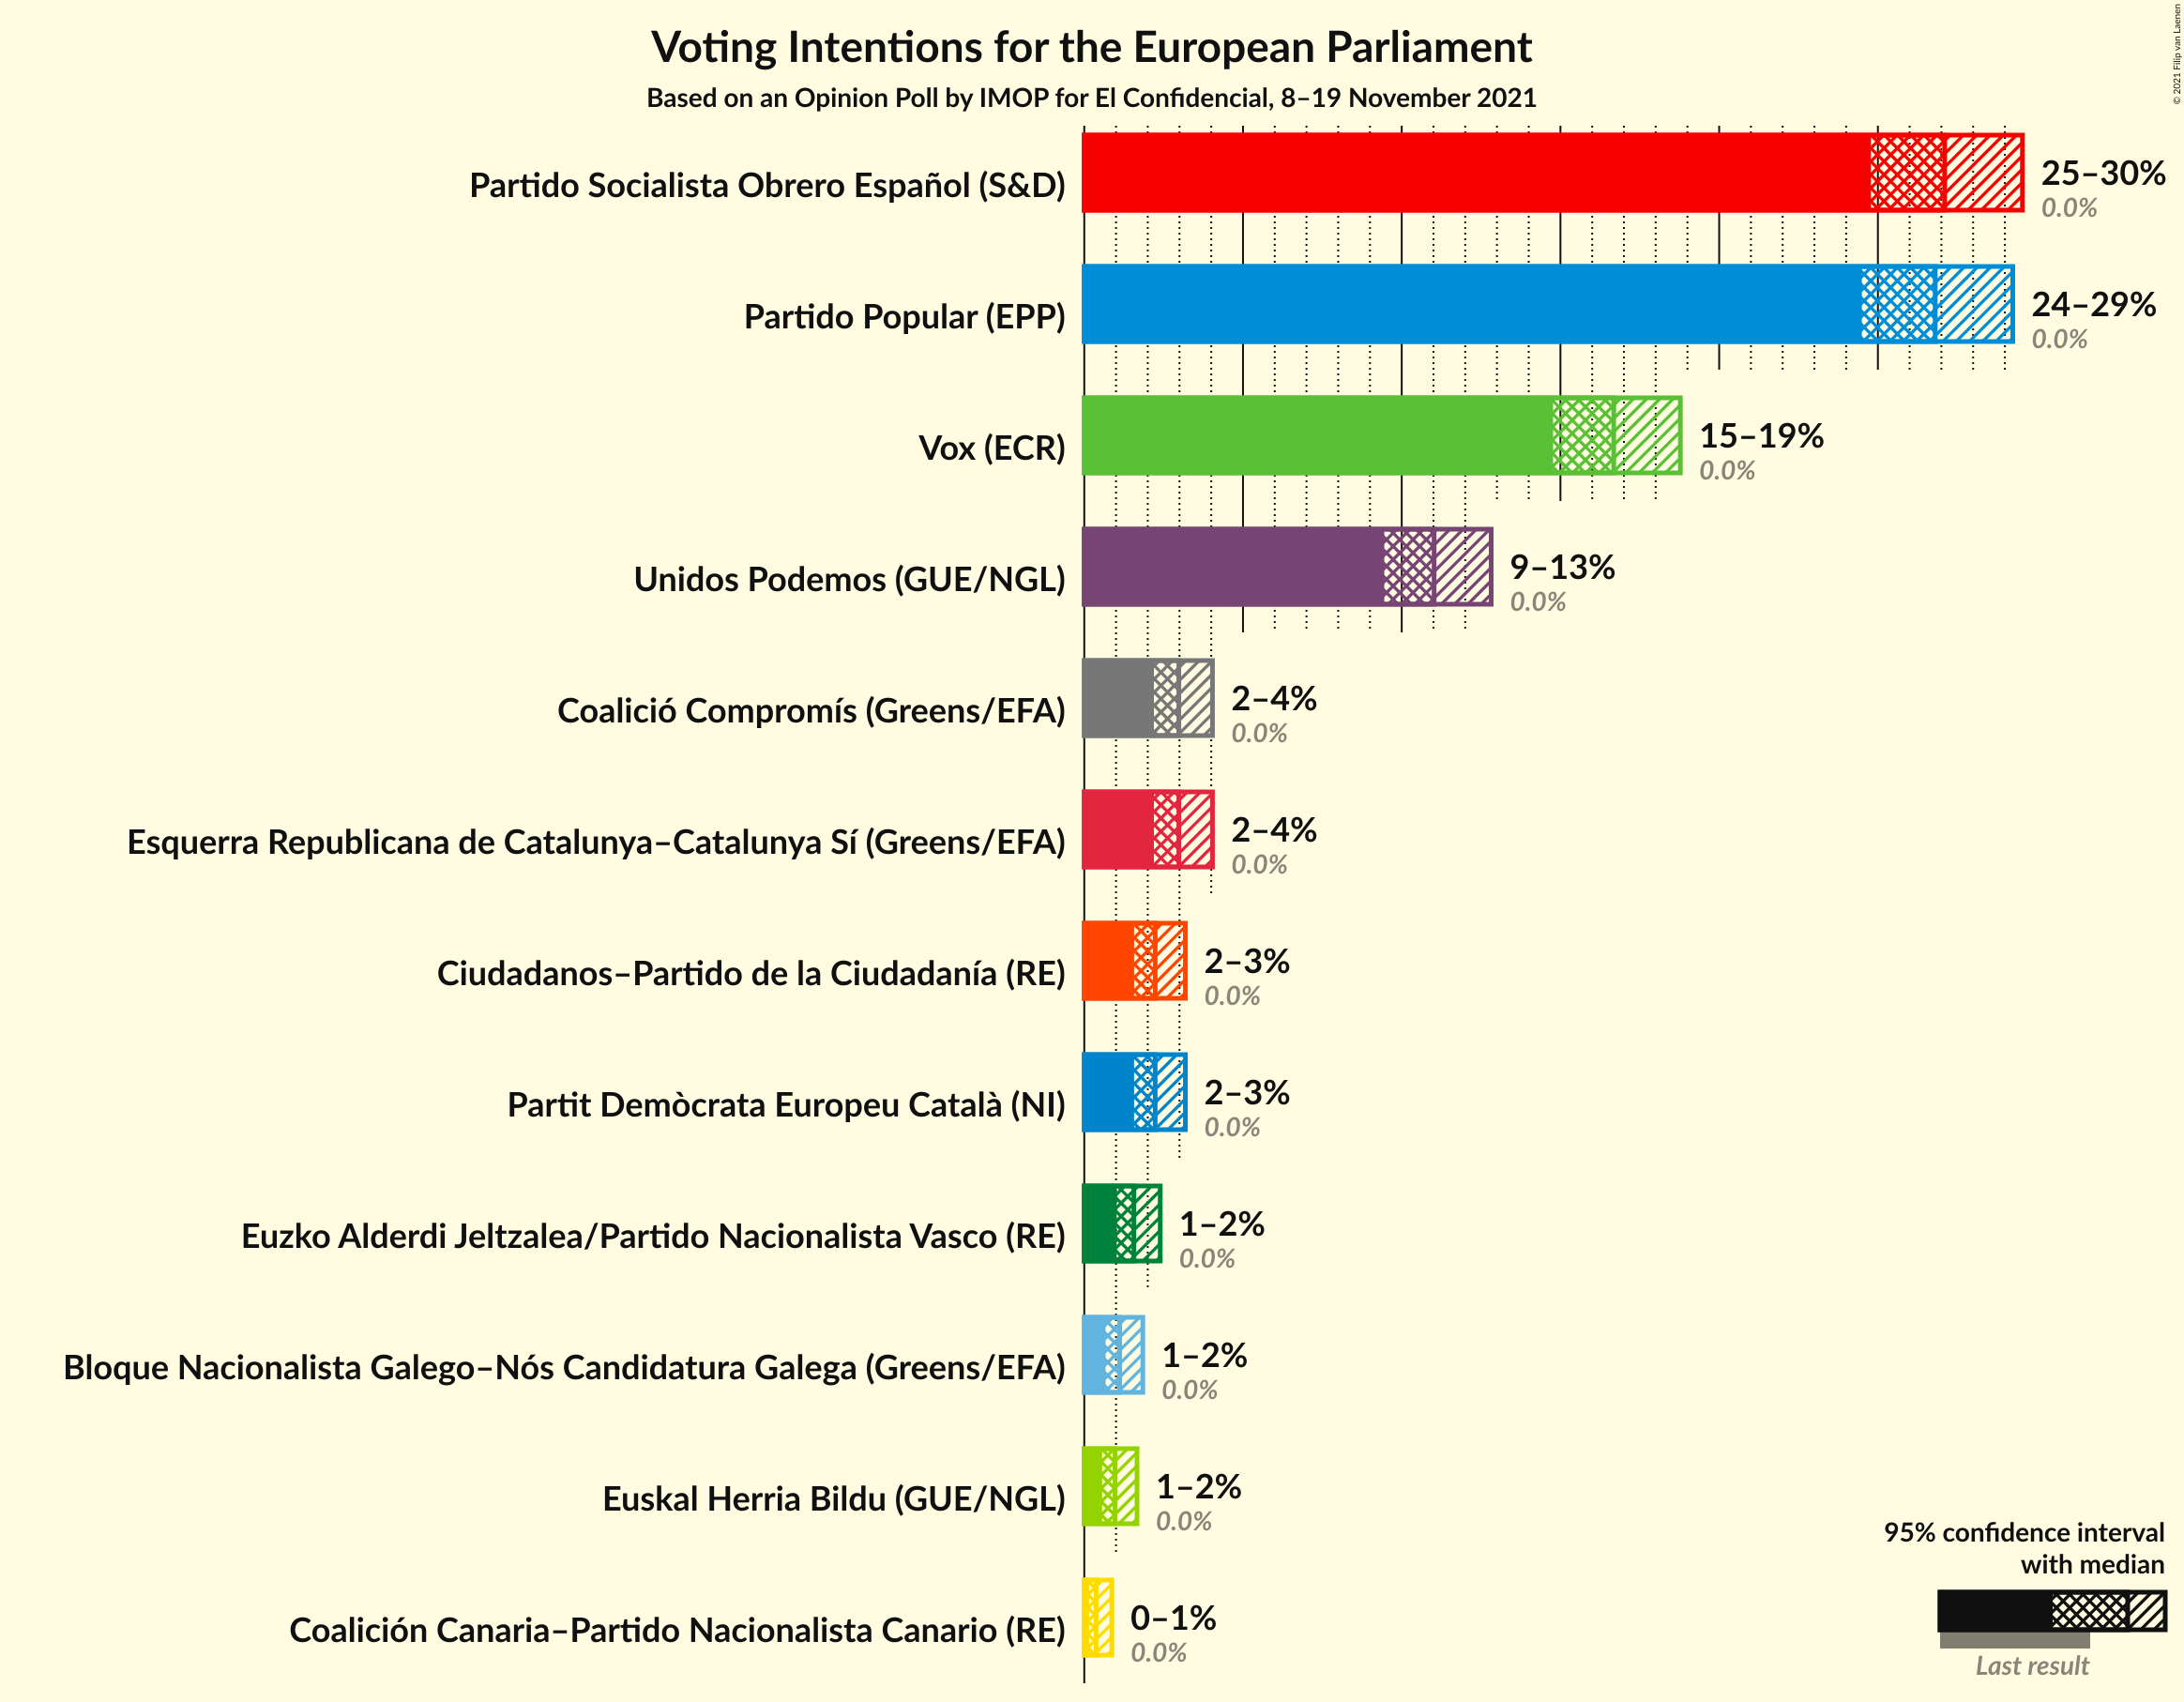 Voting Intentions for the European Parliament
Based on an Opinion Poll by IMOP for El Confidencial, 8–19 November 2021
© 2021 Filip van Laenen
Partido Socialista Obrero Español (S&D)
25–30%
0.0%
Partido Popular (EPP)
24–29%
0.0%
Vox (ECR)
15–19%
0.0%
Unidos Podemos (GUE/NGL)
9–13%
0.0%
Coalició Compromís (Greens/EFA)
2–4%
0.0%
Esquerra Republicana de Catalunya–Catalunya Sí (Greens/EFA)
2–4%
0.0%
Ciudadanos–Partido de la Ciudadanía (RE)
2–3%
0.0%
Partit Demòcrata Europeu Català (NI)
2–3%
0.0%
Euzko Alderdi Jeltzalea/Partido Nacionalista Vasco (RE)
1–2%
0.0%
Bloque Nacionalista Galego–Nós Candidatura Galega (Greens/EFA)
1–2%
0.0%
Euskal Herria Bildu (GUE/NGL)
1–2%
0.0%
Coalición Canaria–Partido Nacionalista Canario (RE)
0–1%
0.0%
95% confidence interval
with median
Last result